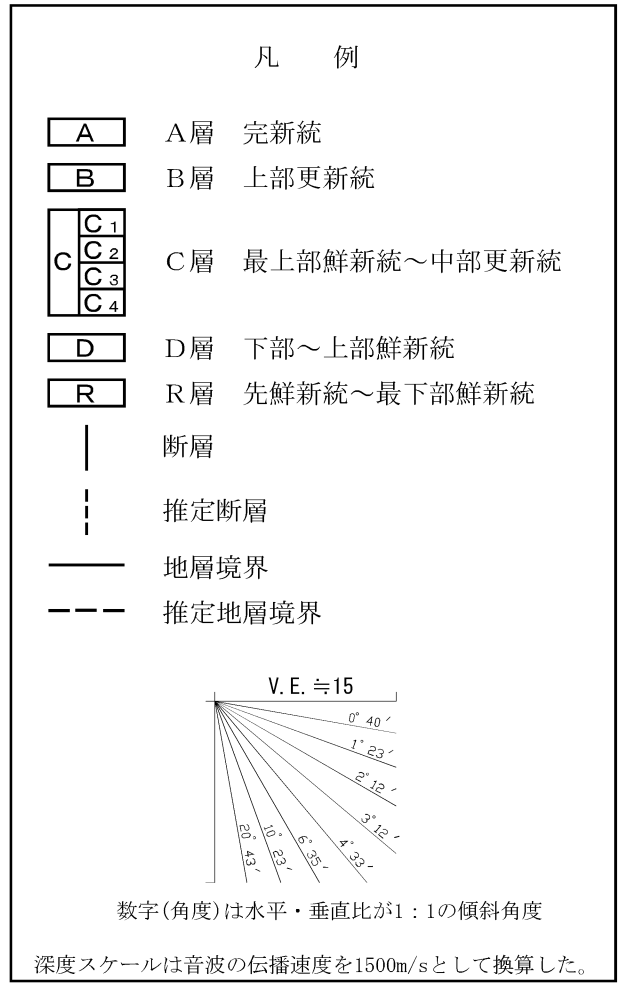 凡　例
A　A層　完新統
B　B層　上部更新統
C　C1　C2　C3　C4　C層　最上部鮮新統～中部更新統
D　D層　下部～上部鮮新統
R　R層　先鮮新統～最下部鮮新統
断層
推定断層
地層境界
推定地層境界
V.E.≒15
0°40′
1°23′
2°12′
3°12′
4°33′
6°35′
10°23′
20°43′
数字(角度)は水平・垂直比が1：1の傾斜角度
深度スケールは音波の伝播速度を1500m/sとして換算した。